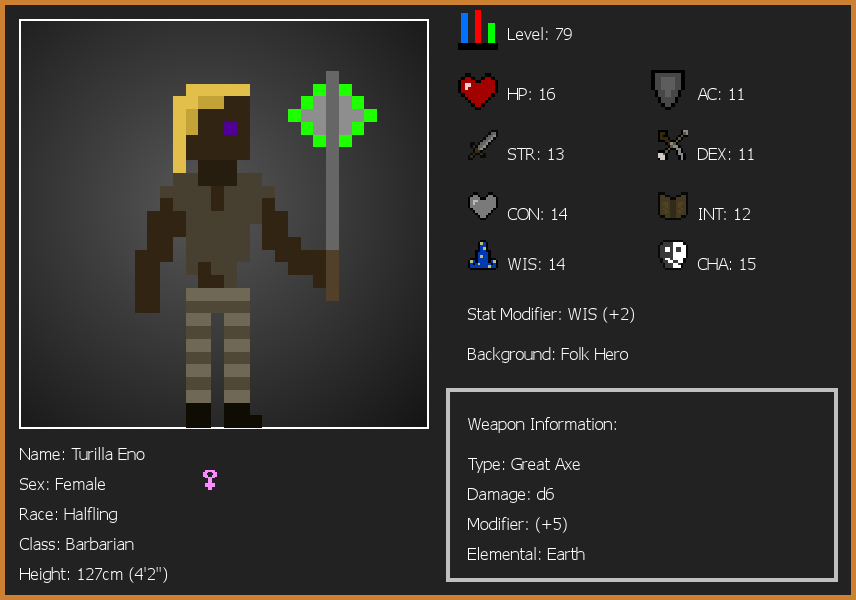 Level: 79
HP: 16
AC: 11
STR: 13
DEX: 11
CON: 14
INT: 12
WIS: 14
CHA: 15
Stat Modifier: WIS (+2)
Background: Folk Hero
Weapon Information:
Type: Great Axe
Damage: d6
Modifier: (+5)
Elemental: Earth
Name: Turilla Eno
Sex: Female
Race: Halfling
Class: Barbarian
Height: 127cm (4'2")